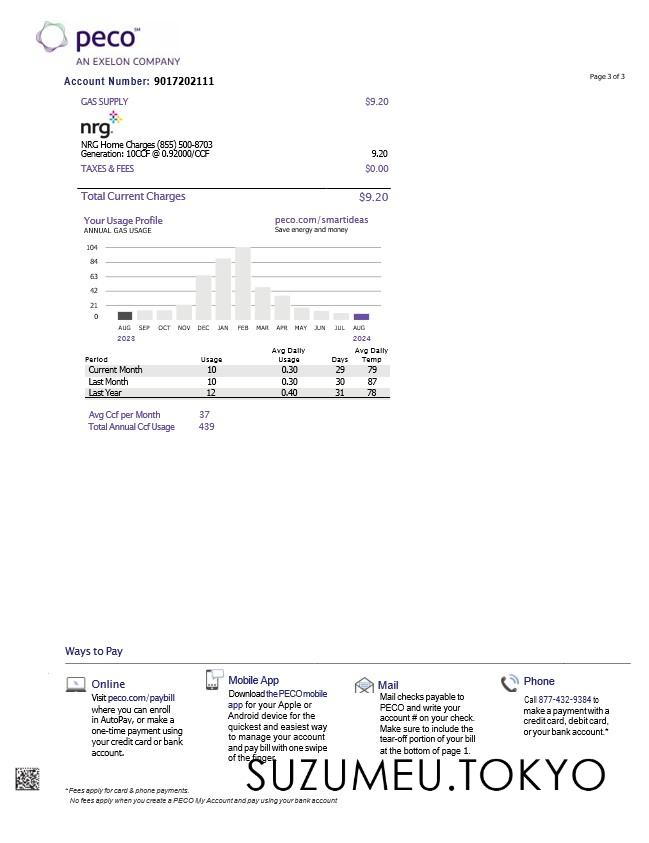 peco℠
AN EXELON COMPANY
Account Number: 9017202111
Page 3 of 3
GAS SUPPLY $9.20
nrg
NRG Home Charges (855) 500-8703
Generation: 10CCF @ 0.92000/CCF 9.20
TAXES & FEES $0.00
Total Current Charges $9.20
Your Usage Profile peco.com/smartideas
ANNUAL GAS USAGE Save energy and money
104
84
63
42
21
0
AUG SEP OCT NOV DEC JAN FEB MAR APR MAY JUN JUL AUG
2023 2024
Period Usage Avg Daily Usage Days Avg Daily Temp
Current Month 10 0.30 29 79
Last Month 10 0.30 30 87
Last Year 12 0.40 31 78
Avg Ccf per Month 37
Total Annual Ccf Usage 439
Ways to Pay
Online
Visit peco.com/paybill
where you can enroll
in AutoPay, or make a
one-time payment using
your credit card or bank
account.
Mobile App
Download the PECO mobile
app for your Apple or
Android device for the
quickest and easiest way
to manage your account
and pay bill with one swipe
of the finger.
Mail
Mail checks payable to
PECO and write your
account # on your check.
Make sure to include the
tear-off portion of your bill
at the bottom of page 1.
Phone
Call 877-432-9384 to
make a payment with a
credit card, debit card,
or your bank account.*
SUZUMEU.TOKYO
*Fees apply for card & phone payments.
No fees apply when you create a PECO My Account and pay using your bank account